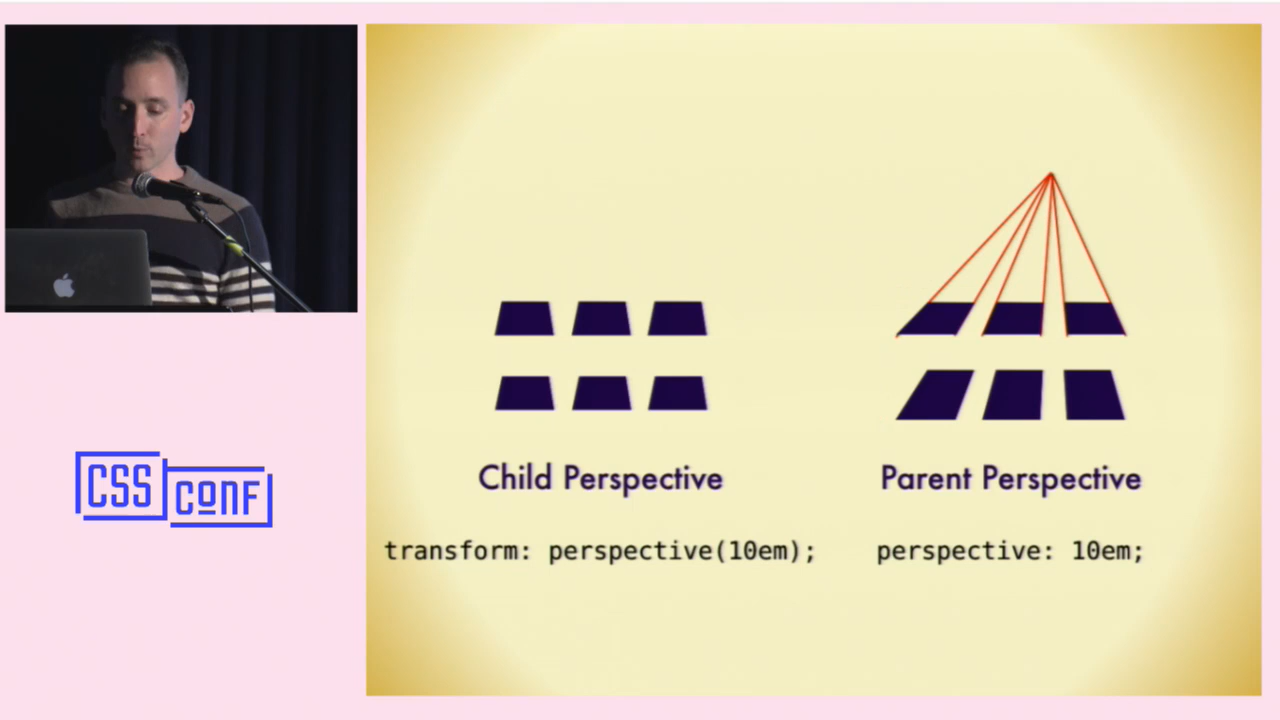 CSS
CONF
Child Perspective
Parent Perspective
transform: perspective(10em);
perspective: 10em;